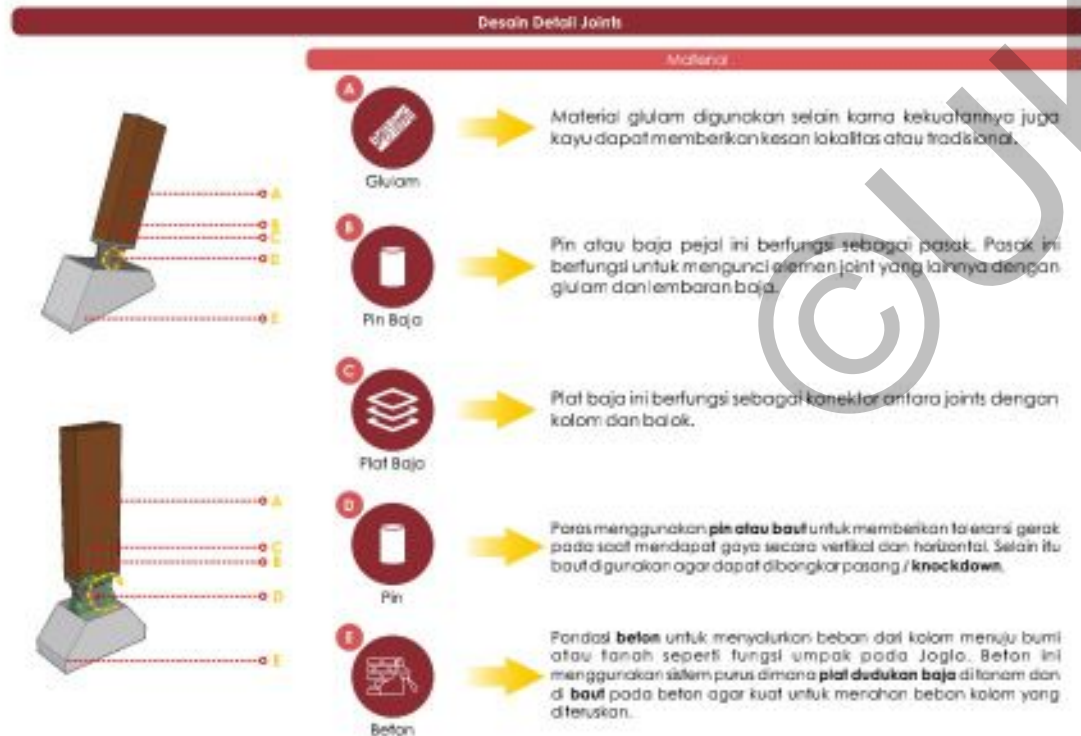 Desain Detail Joints
Material
A
Glulam
Material glulam digunakan selain karna kekuatannya juga
kayu dapat memberikan kesan lokalitas atau tradisional.
B
Pin Baja
Pin atau baja pejal ini berfungsi sebagai pasak. Pasak ini
berfungsi untuk mengunci elemen joint yang lainnya dengan
glulam dan lembaran baja.
C
Plat Baja
Plat baja ini berfungsi sebagai konektor antara joints dengan
kolom dan balok.
D
Pin
Poros menggunakan pin atau baut untuk memberikan toleransi gerak
pada saat mendapat gaya secara vertikal dan horizontal. Selain itu
baut digunakan agar dapat dibongkar pasang / knockdown.
E
Beton
Pondasi beton untuk menyalurkan beban dari kolom menuju bumi
atau tanah seperti fungsi umpak pada Joglo. Beton ini
menggunakan sistem purus dimana plat dudukan baja ditanam dan
di baut pada beton agar kuat untuk menahan beban kolom yang
diteruskan.
A
B
C
D
E
A
C
B
D
E
©UK